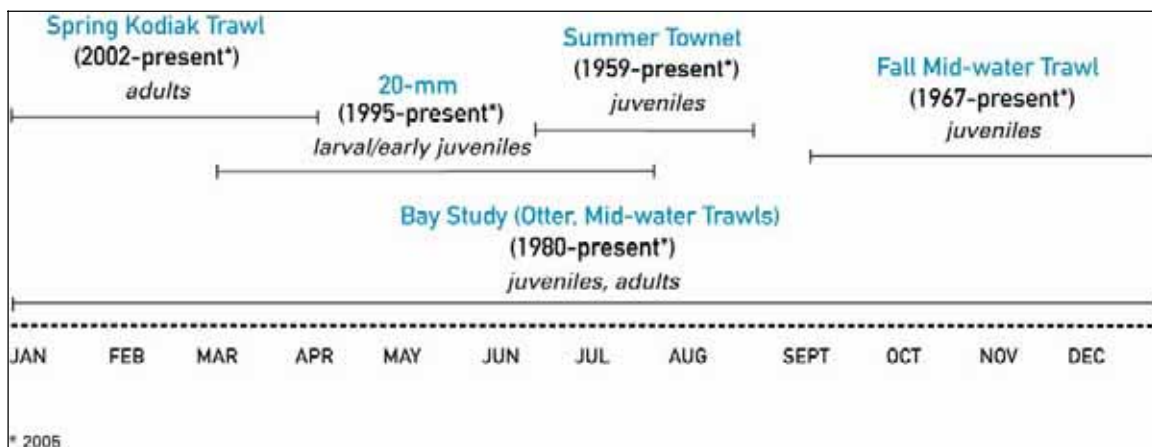 Spring Kodiak Trawl
(2002-present*)
adults
20-mm
(1995-present*)
larval/early juveniles
Summer Townet
(1959-present*)
juveniles
Fall Mid-water Trawl
(1967-present*)
juveniles
Bay Study (Otter, Mid-water Trawls)
(1980-present*)
juveniles, adults
JAN FEB MAR APR MAY JUN JUL AUG SEPT OCT NOV DEC
* 2005